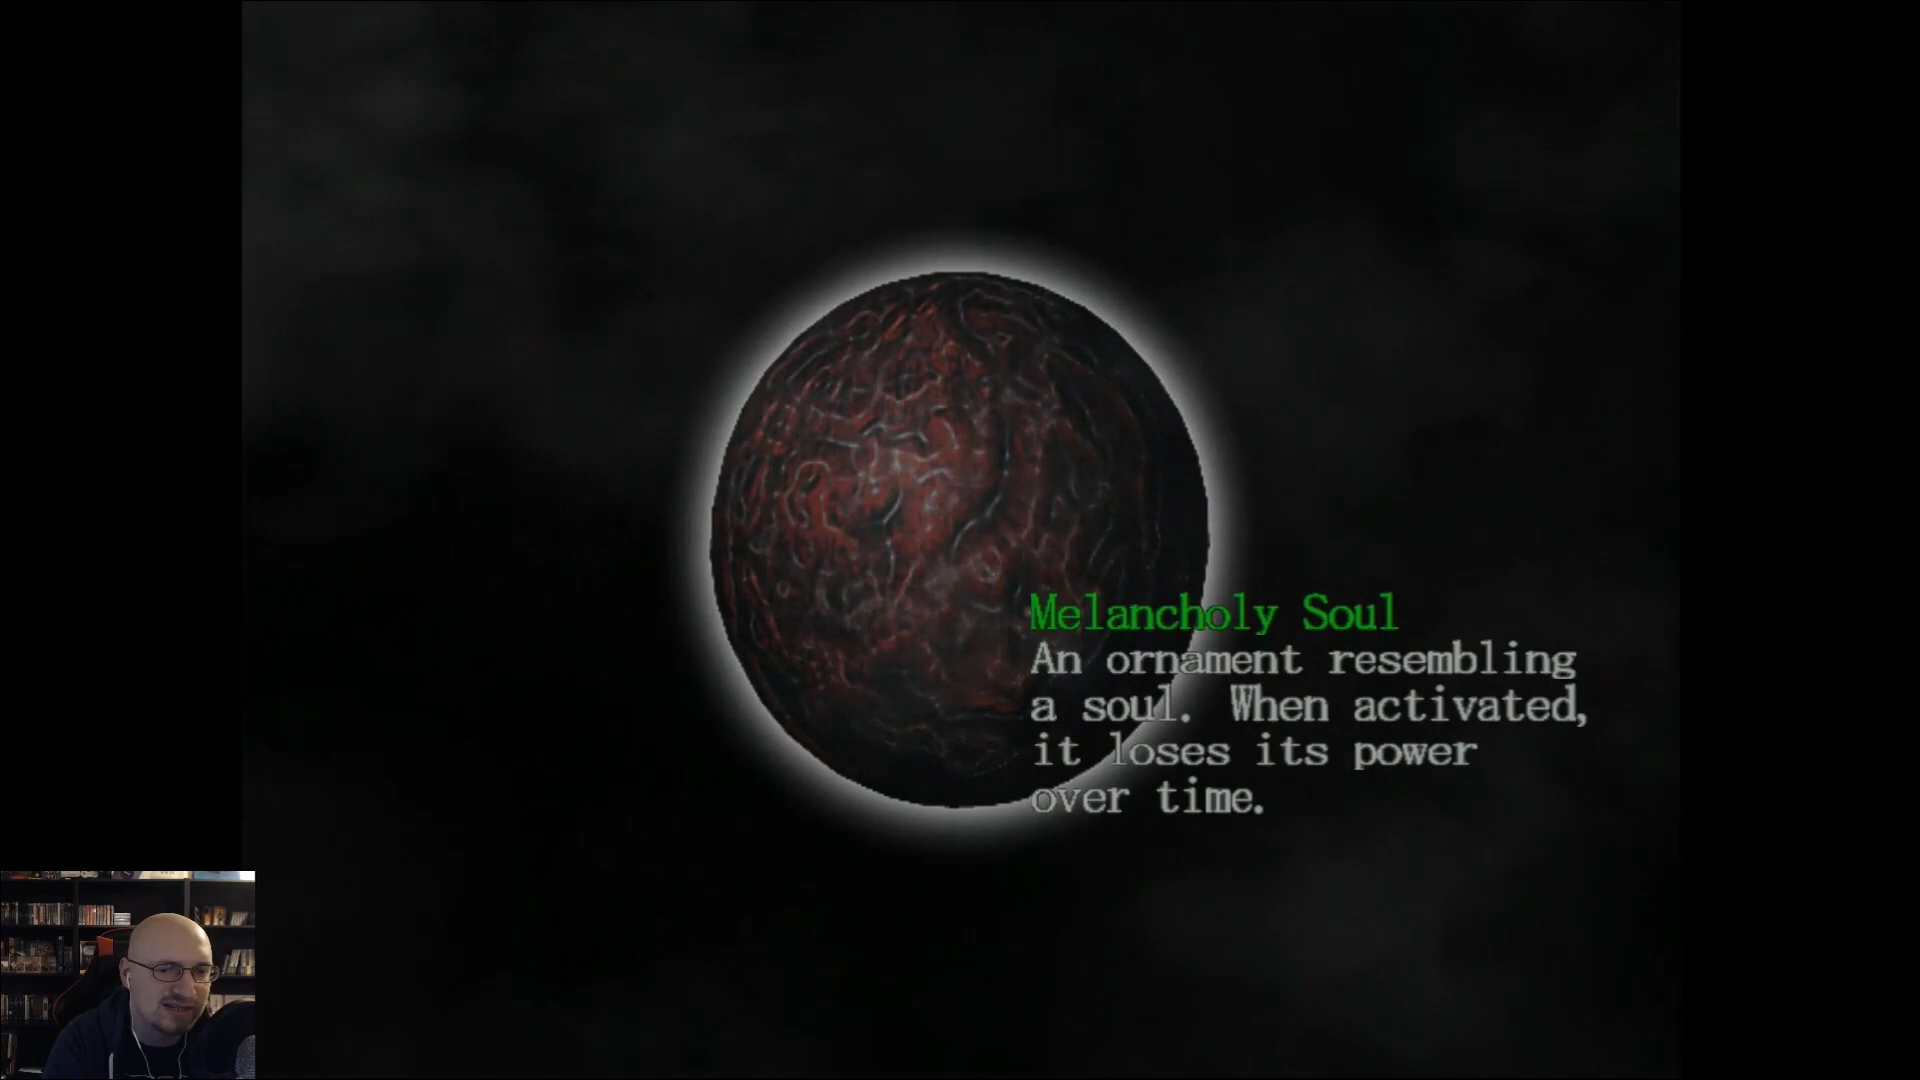 Melancholy Soul
An ornament resembling
a soul. When activated,
it loses its power
over time.